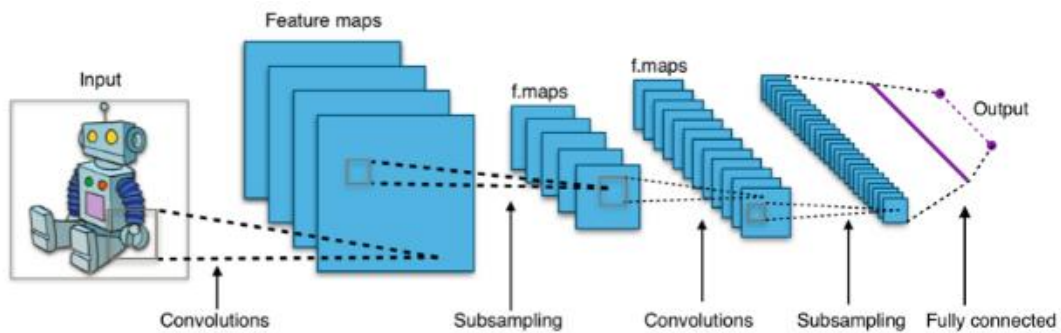 Feature maps
Input
f.maps
f.maps
Output
Convolutions
Subsampling
Convolutions
Subsampling
Fully connected